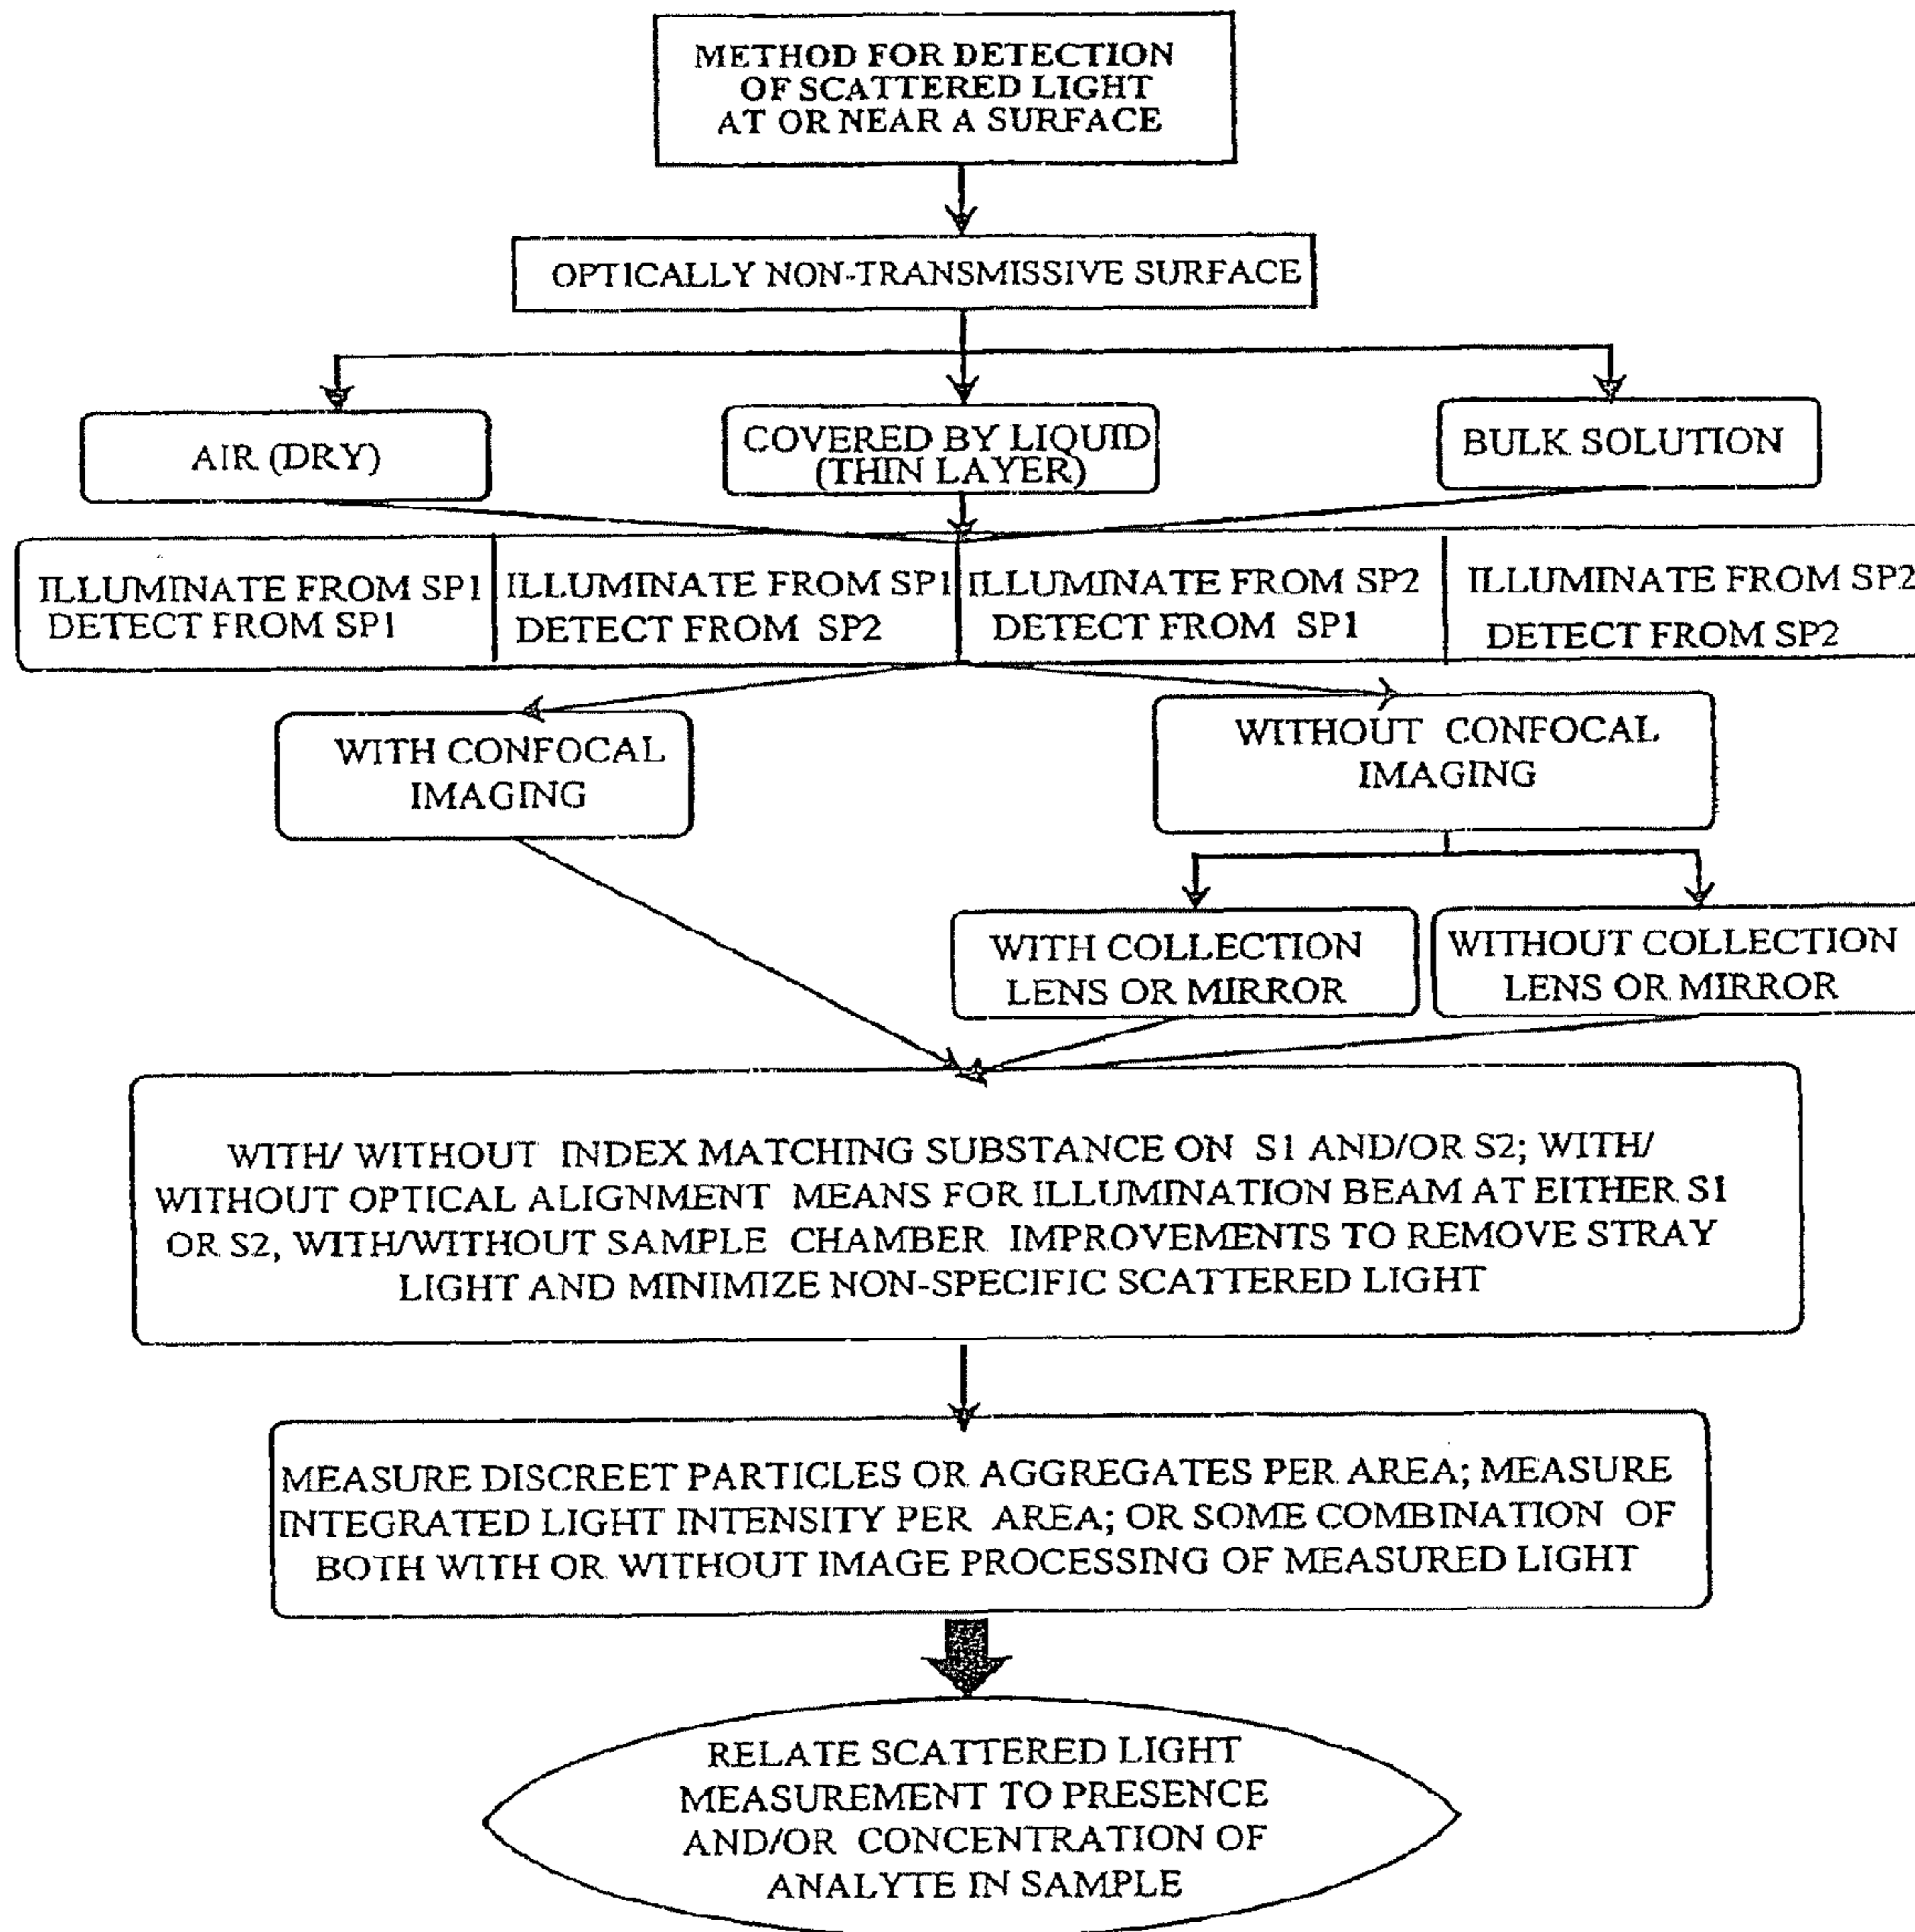 METHOD FOR DETECTION
OF SCATTERED LIGHT
AT OR NEAR A SURFACE
OPTICALLY NON-TRANSMISSIVE SURFACE
AIR (DRY)
COVERED BY LIQUID
(THIN LAYER)
BULK SOLUTION
ILLUMINATE FROM SP1
DETECT FROM SP1
ILLUMINATE FROM SP1
DETECT FROM SP2
ILLUMINATE FROM SP2
DETECT FROM SP1
ILLUMINATE FROM SP2
DETECT FROM SP2
WITH CONFOCAL
IMAGING
WITHOUT CONFOCAL
IMAGING
WITH COLLECTION
LENS OR MIRROR
WITHOUT COLLECTION
LENS OR MIRROR
WITH/ WITHOUT INDEX MATCHING SUBSTANCE ON S1 AND/OR S2; WITH/
WITHOUT OPTICAL ALIGNMENT MEANS FOR ILLUMINATION BEAM AT EITHER S1
OR S2, WITH/WITHOUT SAMPLE CHAMBER IMPROVEMENTS TO REMOVE STRAY
LIGHT AND MINIMIZE NON-SPECIFIC SCATTERED LIGHT
MEASURE DISCREET PARTICLES OR AGGREGATES PER AREA; MEASURE
INTEGRATED LIGHT INTENSITY PER AREA; OR SOME COMBINATION OF
BOTH WITH OR WITHOUT IMAGE PROCESSING OF MEASURED LIGHT
RELATE SCATTERED LIGHT
MEASUREMENT TO PRESENCE
AND/OR CONCENTRATION OF
ANALYTE IN SAMPLE